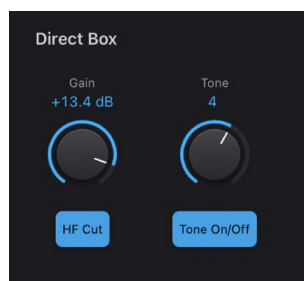 Direct Box
Gain
Tone
+13.4 dB
4
HF Cut
Tone On/Off